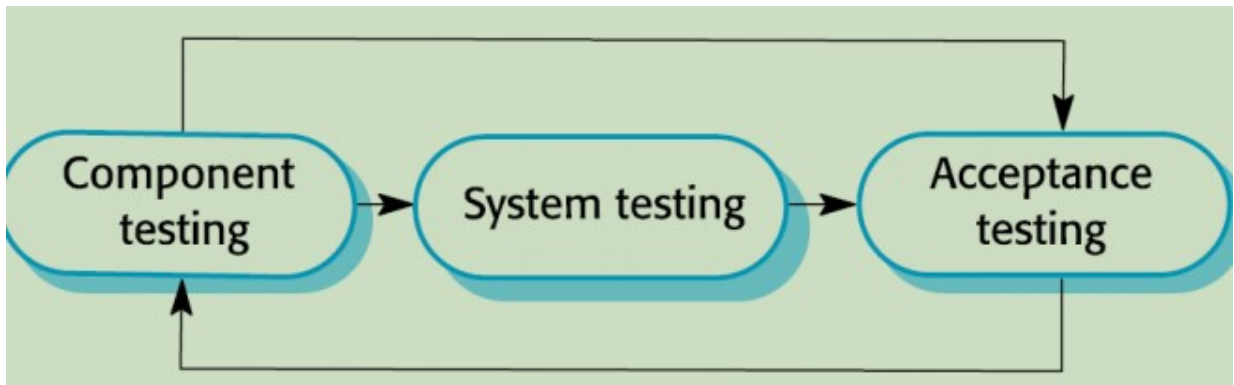 Component
testing
System testing
Acceptance
testing